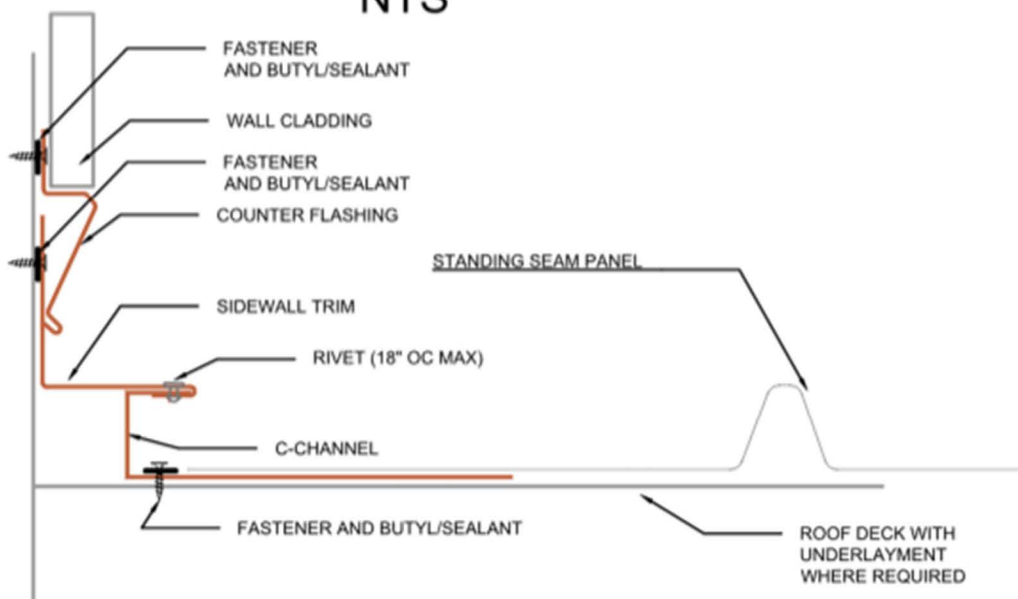 NTS
FASTENER
AND BUTYL/SEALANT
WALL CLADDING
FASTENER
AND BUTYL/SEALANT
COUNTER FLASHING
STANDING SEAM PANEL
SIDEWALL TRIM
RIVET (18" OC MAX)
C-CHANNEL
FASTENER AND BUTYL/SEALANT
ROOF DECK WITH
UNDERLAYMENT
WHERE REQUIRED